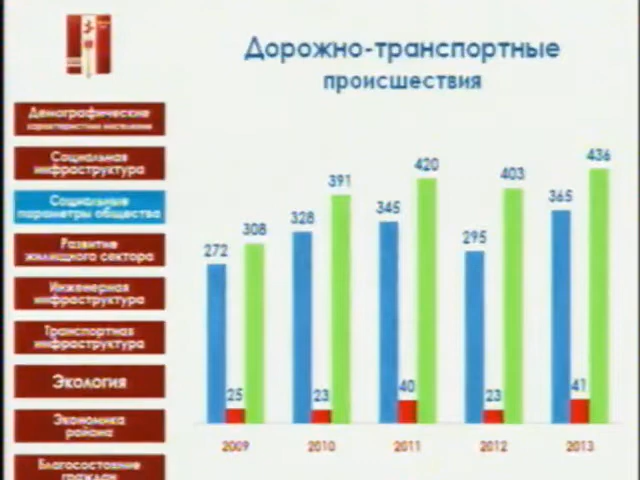 Дорожно-транспортные
происшествия
Демографические
характеристики населения
Социальная
инфраструктура
Социальные
параметры общества
Развитие
жилищного сектора
Инженерная
инфраструктура
Транспортная
инфраструктура
Экология
Экономика
района
Благосостояние
граждан
272 25 308
328 23 391
345 40 420
295 23 403
365 41 436
2009 2010 2011 2012 2013